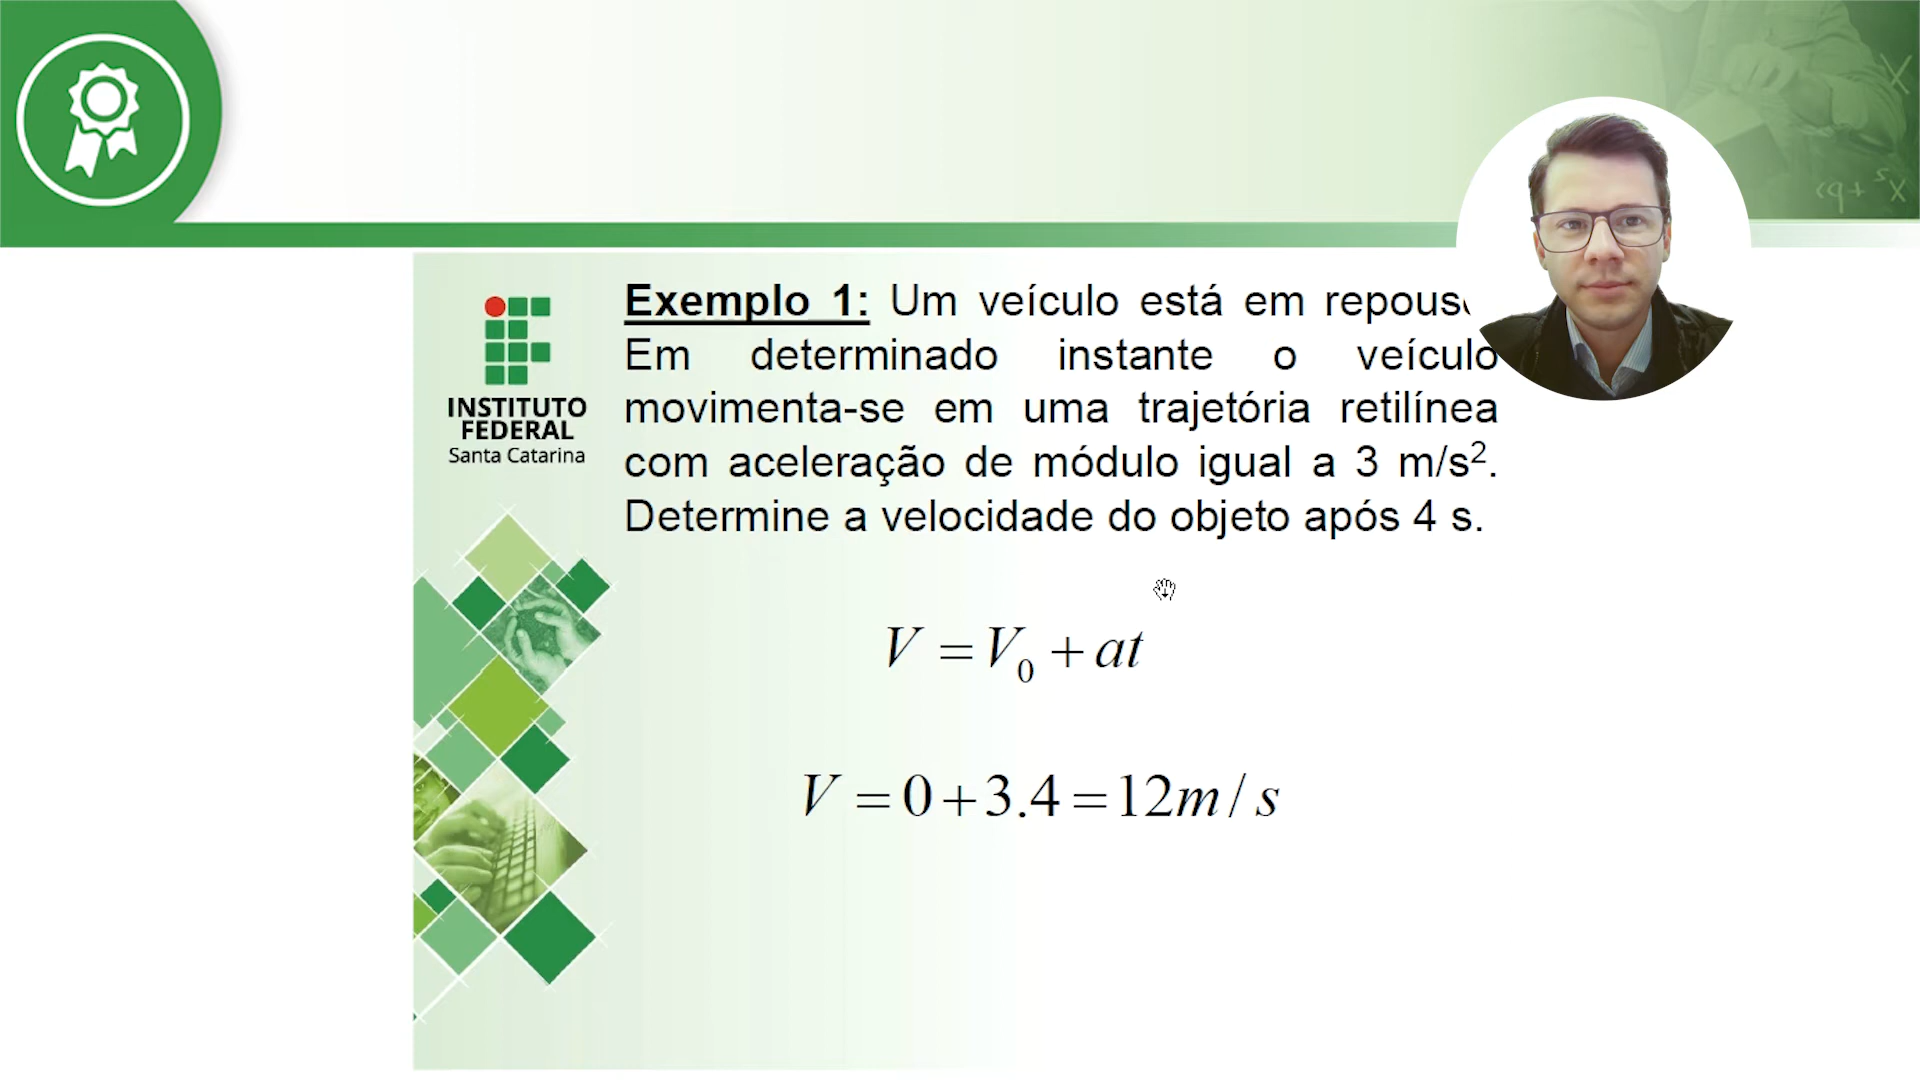 Exemplo 1: Um veículo está em
Em determinado instante o veículo
movimenta-se em uma trajetória retilínea
com aceleração de módulo igual a 3 m/s².
Determine a velocidade do objeto após 4 s.
INSTITUTO
FEDERAL
Santa Catarina
V = V₀ + at
V = 0 + 3.4 = 12m / s